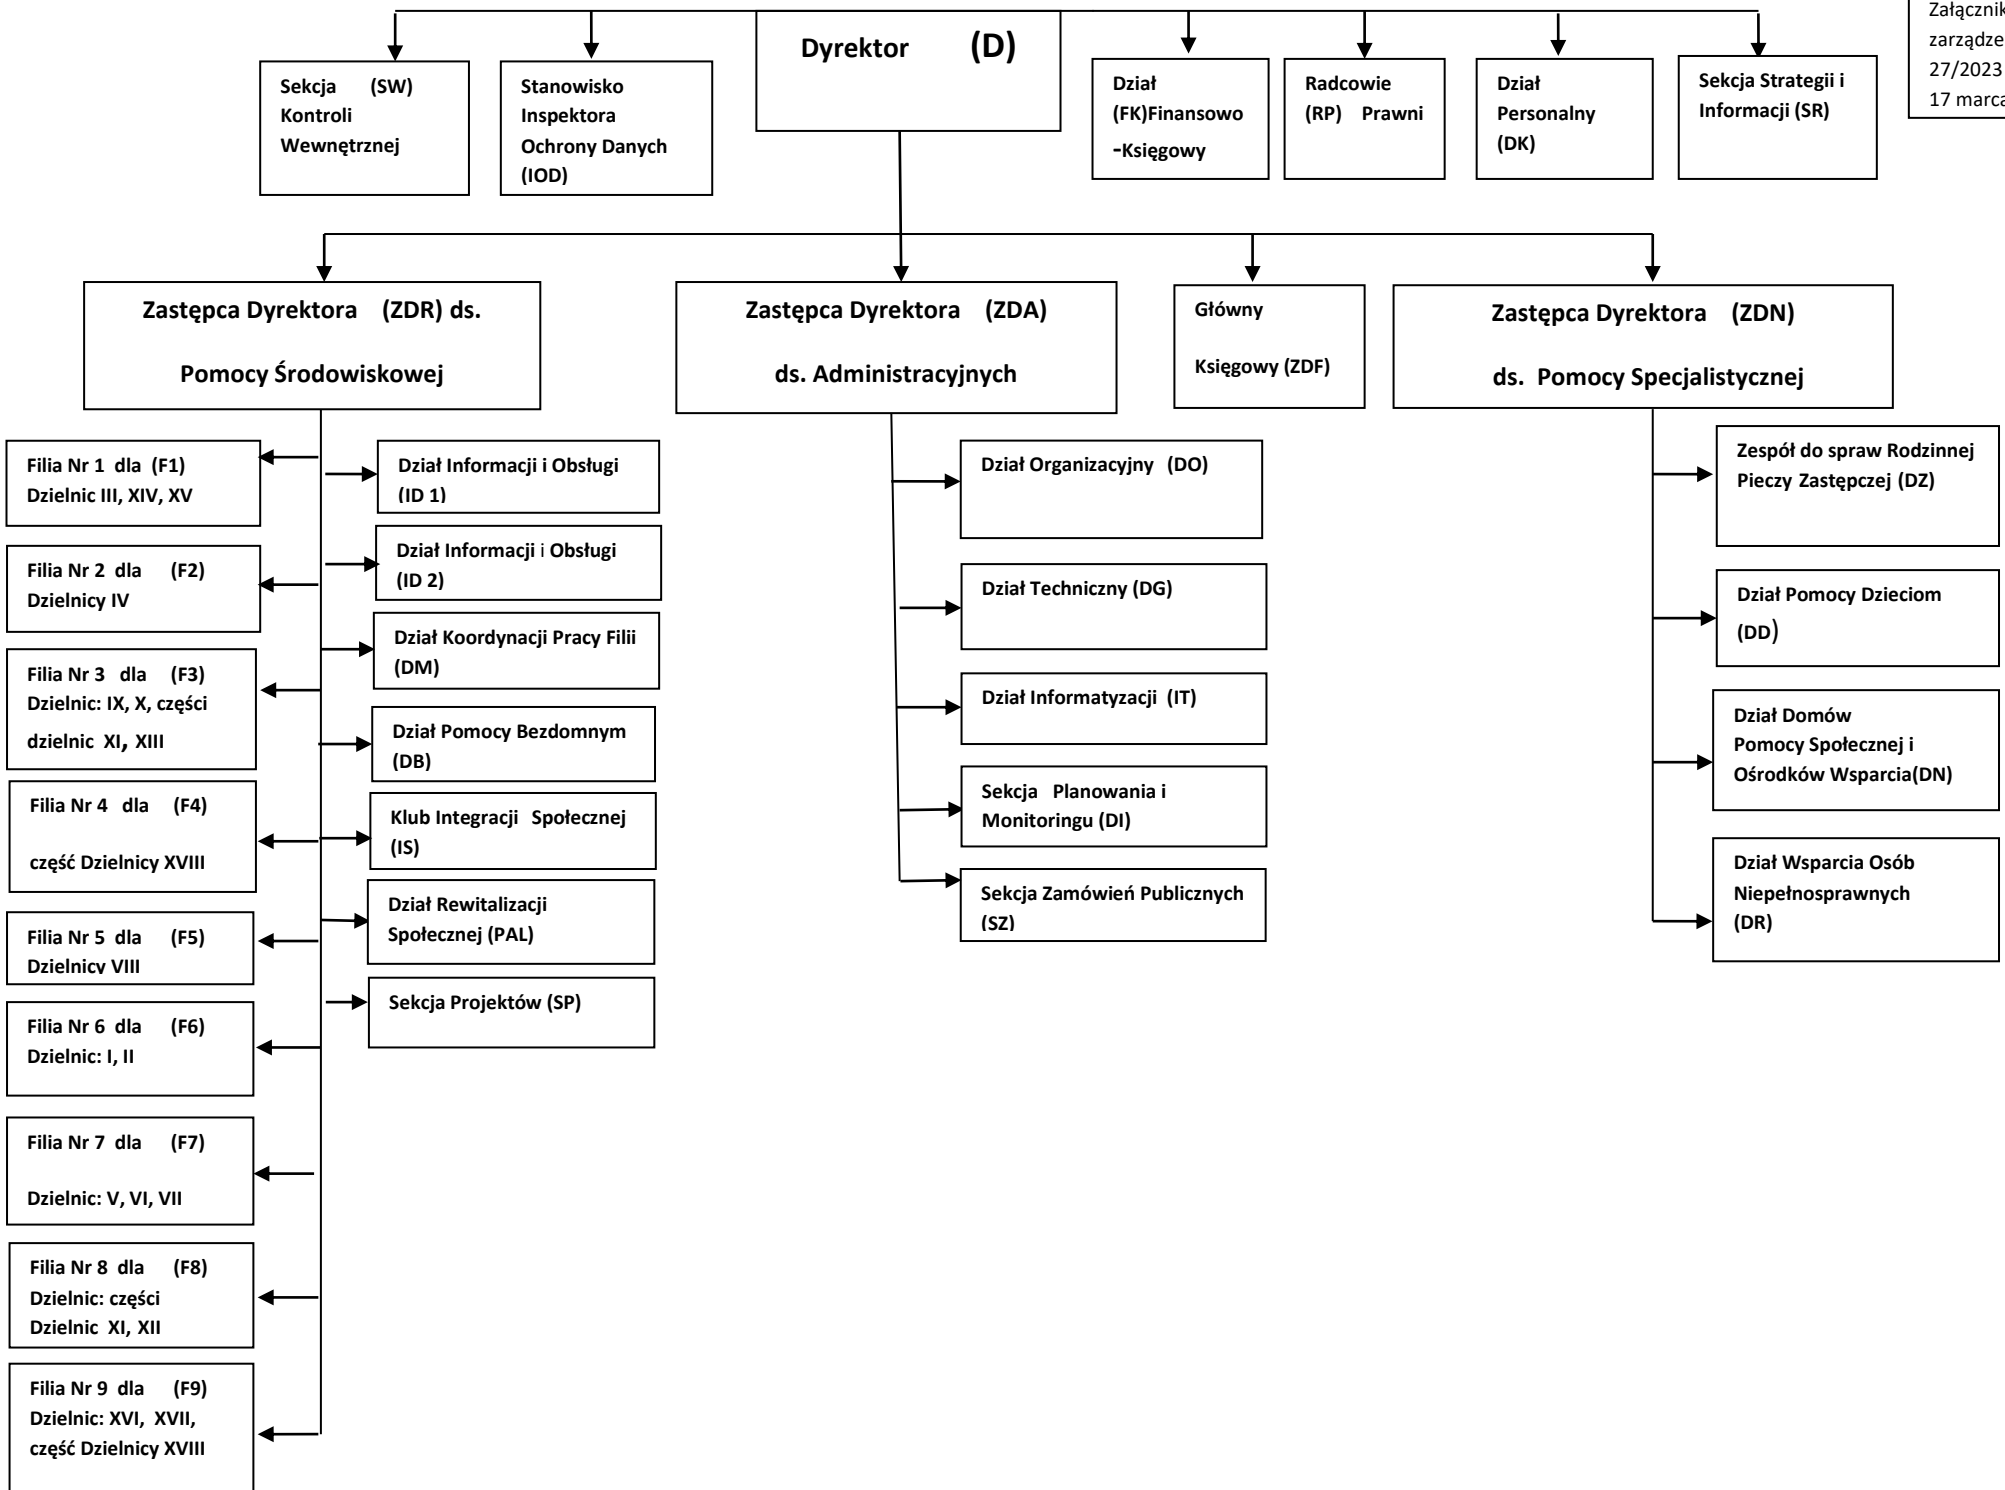 Dyrektor (D)
Załącznik
27/2023
17 marca
Sekcja (SW)
Kontroli
Wewnętrznej
Stanowisko
Inspektora
Ochrony Danych
(IOD)
Dział
(FK)Finansowo
-Księgowy
Radcowie
(RP) Prawni
Dział
Personalny
(DK)
Sekcja Strategii i
Informacji (SR)
Zastępca Dyrektora (ZDR) ds.
Pomocy Środowiskowej
Zastępca Dyrektora (ZDA)
ds. Administracyjnych
Główny
Księgowy (ZDF)
Zastępca Dyrektora (ZDN)
ds. Pomocy Specjalistycznej
Filia Nr 1 dla (F1)
Dzielnic III, XIV, XV
Filia Nr 2 dla (F2)
Dzielnicy IV
Filia Nr 3 dla (F3)
Dzielnic: IX, X, części
dzielnic XI, XIII
Filia Nr 4 dla (F4)
część Dzielnicy XVIII
Filia Nr 5 dla (F5)
Dzielnicy VIII
Filia Nr 6 dla (F6)
Dzielnic: I, II
Filia Nr 7 dla (F7)
Dzielnic: V, VI, VII
Filia Nr 8 dla (F8)
Dzielnic: części
Dzielnic XI, XII
Filia Nr 9 dla (F9)
Dzielnic: XVI, XVII,
część Dzielnicy XVIII
Dział Informacji i Obsługi
(ID 1)
Dział Informacji i Obsługi
(ID 2)
Dział Koordynacji Pracy Filii
(DM)
Dział Pomocy Bezdomnym
(DB)
Klub Integracji Społecznej
(IS)
Dział Rewitalizacji
Społecznej (PAL)
Sekcja Projektów (SP)
Dział Organizacyjny (DO)
Dział Techniczny (DG)
Dział Informatyzacji (IT)
Sekcja Planowania i
Monitoringu (DI)
Sekcja Zamówień Publicznych
(SZ)
Zespół do spraw Rodzinnej
Pieczy Zastępczej (DZ)
Dział Pomocy Dzieciom
(DD)
Dział Domów
Pomocy Społecznej i
Ośrodków Wsparcia(DN)
Dział Wsparcia Osób
Niepełnosprawnych
(DR)